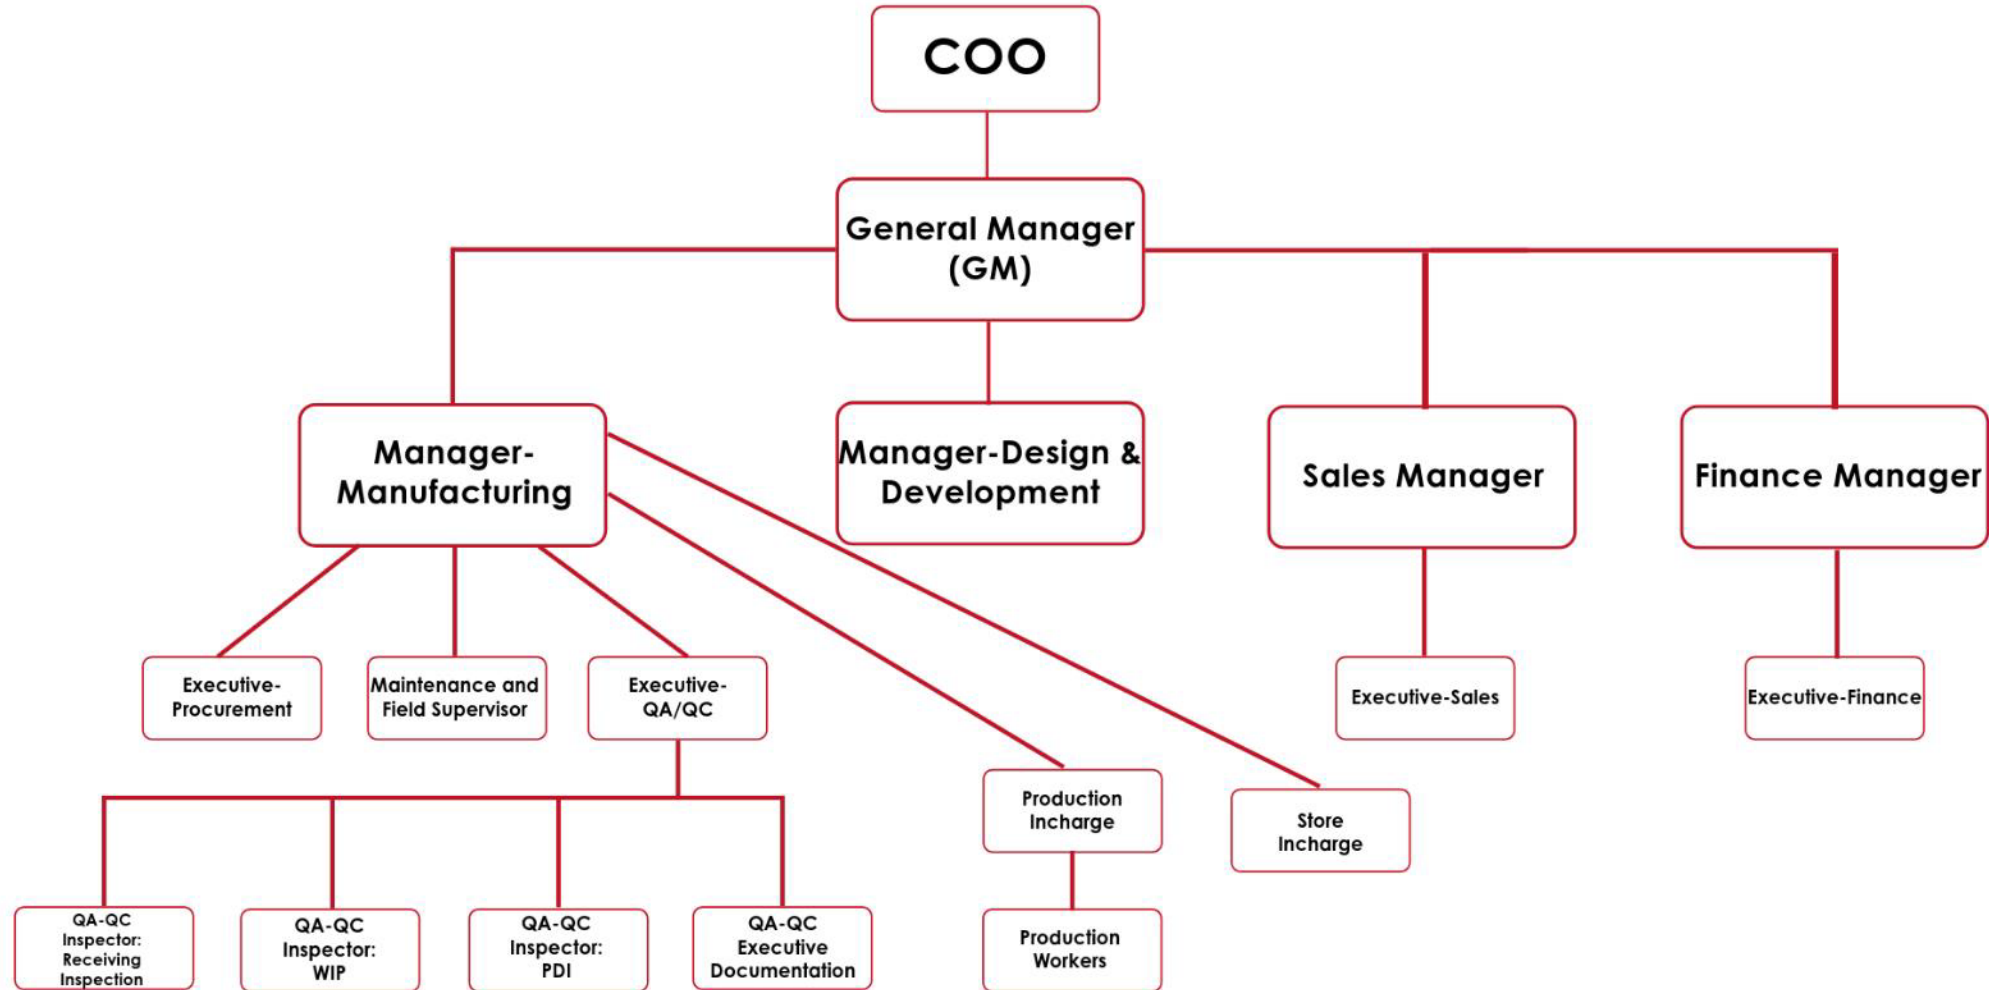 COO
General Manager
(GM)
Manager-
Manufacturing
Manager-Design &
Development
Sales Manager
Finance Manager
Executive-
Procurement
Maintenance and
Field Supervisor
Executive-
QA/QC
Executive-Sales
Executive-Finance
Production
Incharge
Store
Incharge
QA-QC
Inspector:
Receiving
Inspection
QA-QC
Inspector:
WIP
QA-QC
Inspector:
PDI
QA-QC
Executive
Documentation
Production
Workers